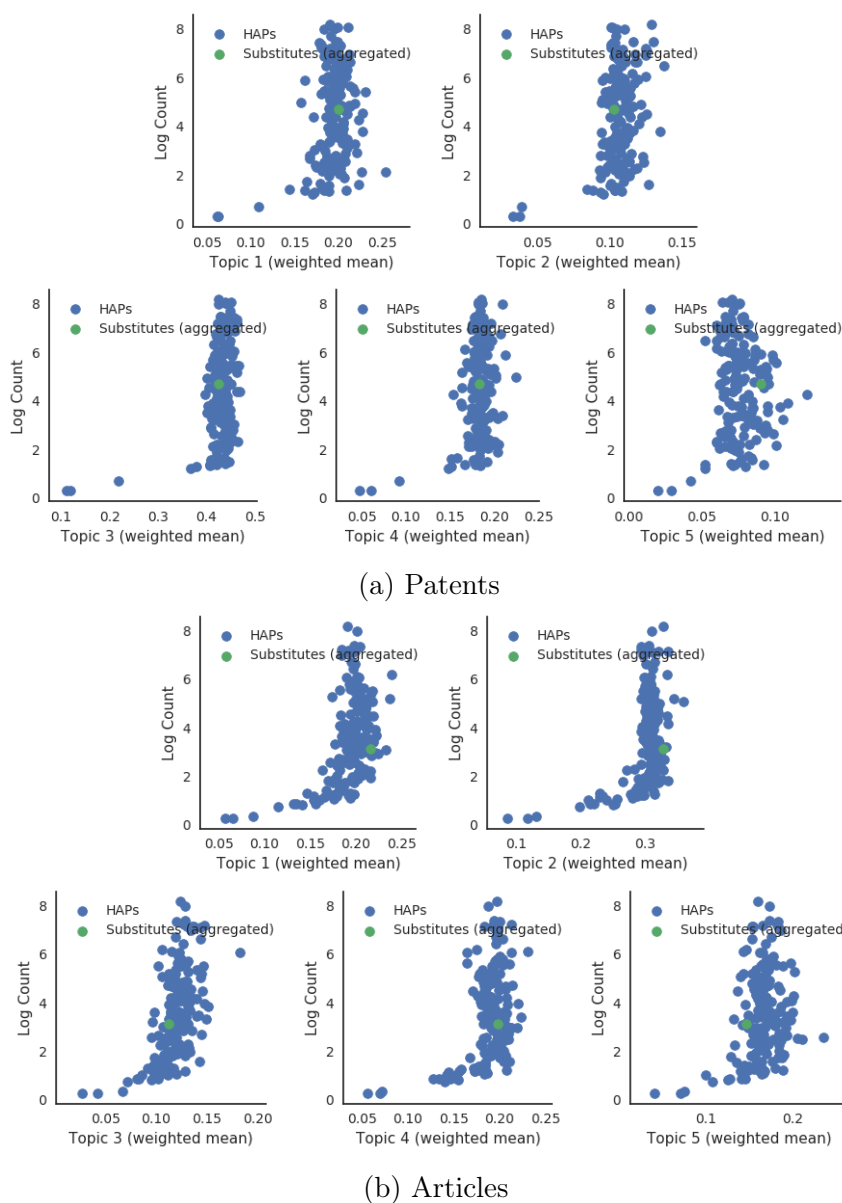 HAPs
Substitutes (aggregated)
8
6
4
2
0
Log Count
0.05 0.10 0.15 0.20 0.25
Topic 1 (weighted mean)
HAPs
Substitutes (aggregated)
8
6
4
2
0
Log Count
0.05 0.10 0.15
Topic 2 (weighted mean)
HAPs
Substitutes (aggregated)
8
6
4
2
0
Log Count
0.1 0.2 0.3 0.4 0.5
Topic 3 (weighted mean)
HAPs
Substitutes (aggregated)
8
6
4
2
0
Log Count
0.05 0.10 0.15 0.20 0.25
Topic 4 (weighted mean)
HAPs
Substitutes (aggregated)
8
6
4
2
0
Log Count
0.00 0.05 0.10
Topic 5 (weighted mean)
(a) Patents
HAPs
Substitutes (aggregated)
8
6
4
2
0
Log Count
0.05 0.10 0.15 0.20 0.25
Topic 1 (weighted mean)
HAPs
Substitutes (aggregated)
8
6
4
2
0
Log Count
0.1 0.2 0.3
Topic 2 (weighted mean)
HAPs
Substitutes (aggregated)
8
6
4
2
0
Log Count
0.05 0.10 0.15 0.20
Topic 3 (weighted mean)
HAPs
Substitutes (aggregated)
8
6
4
2
0
Log Count
0.05 0.10 0.15 0.20 0.25
Topic 4 (weighted mean)
HAPs
Substitutes (aggregated)
8
6
4
2
0
Log Count
0.1 0.2
Topic 5 (weighted mean)
(b) Articles